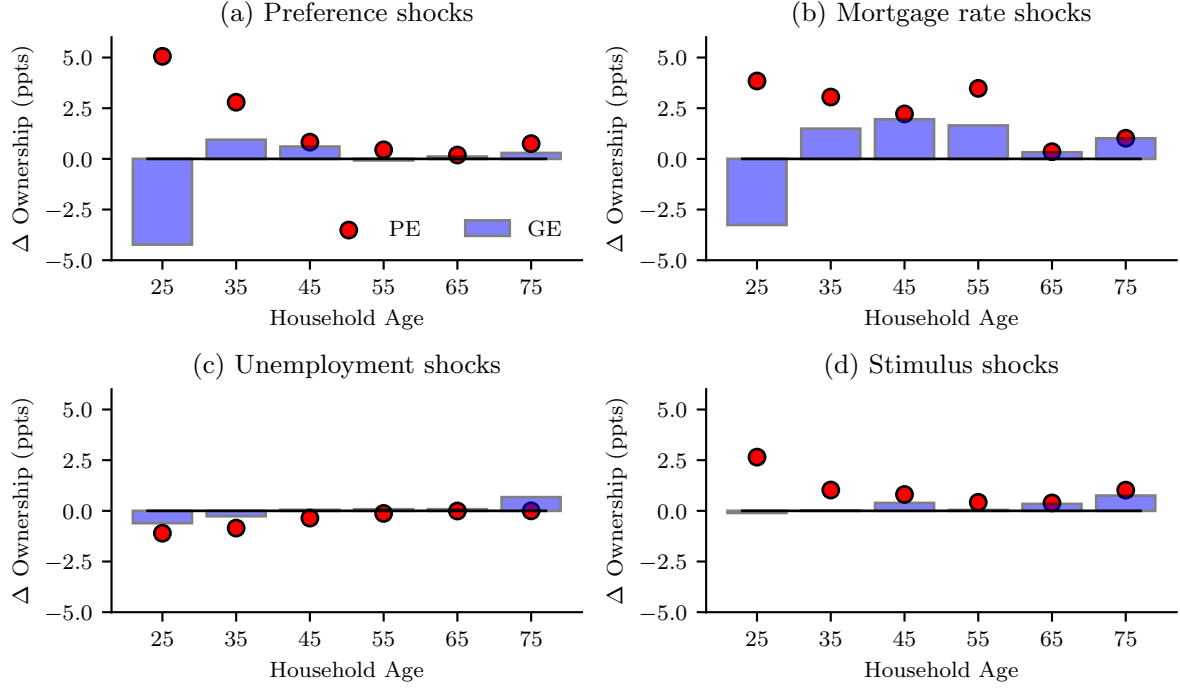 (a) Preference shocks
Δ Ownership (ppts)
5.0
2.5
0.0
−2.5
−5.0
PE
GE
25 35 45 55 65 75
Household Age
(b) Mortgage rate shocks
Δ Ownership (ppts)
5.0
2.5
0.0
−2.5
−5.0
25 35 45 55 65 75
Household Age
(c) Unemployment shocks
Δ Ownership (ppts)
5.0
2.5
0.0
−2.5
−5.0
25 35 45 55 65 75
Household Age
(d) Stimulus shocks
Δ Ownership (ppts)
5.0
2.5
0.0
−2.5
−5.0
25 35 45 55 65 75
Household Age